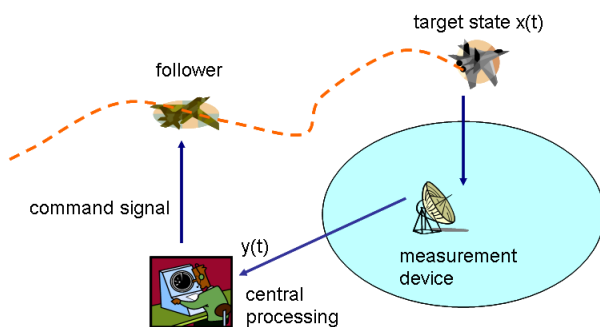 target state x(t)
follower
command signal
y(t)
measurement
device
central
processing